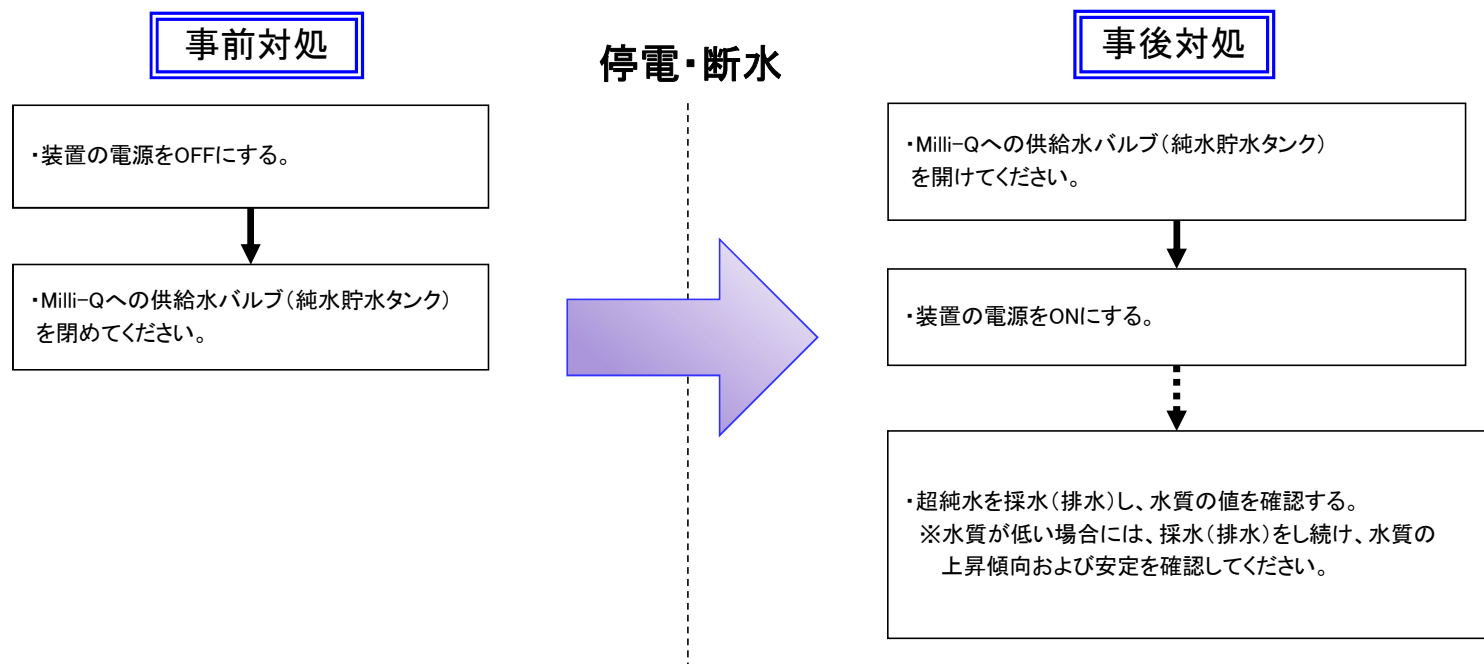 事前対処
・装置の電源をOFFにする。
・Milli-Qへの供給水バルブ（純水貯水タンク）
を閉めてください。
停電・断水
事後対処
・Milli-Qへの供給水バルブ（純水貯水タンク）
を開けてください。
・装置の電源をONにする。
・超純水を採水（排水）し、水質の値を確認する。
※水質が低い場合には、採水（排水）をし続け、水質の
上昇傾向および安定を確認してください。